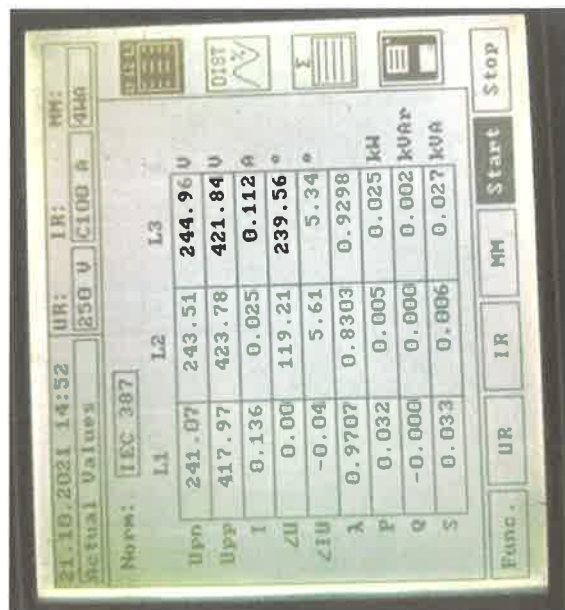 21.10.2021 14:52 UR: IR: MM:
Actual Values 250 V C100 A 4WA
Norm: IEC 387
L1 L2 L3
Upn 241.07 243.51 244.96 V
Upp 417.97 423.78 421.84 V
I 0.136 0.025 0.112 A
∠U 0.00 119.21 239.56 °
∠IU -0.04 5.61 5.34 °
λ 0.9707 0.8303 0.9298
P 0.032 0.005 0.025 kW
Q -0.000 0.000 0.002 kVAr
S 0.033 0.006 0.027 kVA
DIST
%
Σ
Func. UR IR MM Start Stop